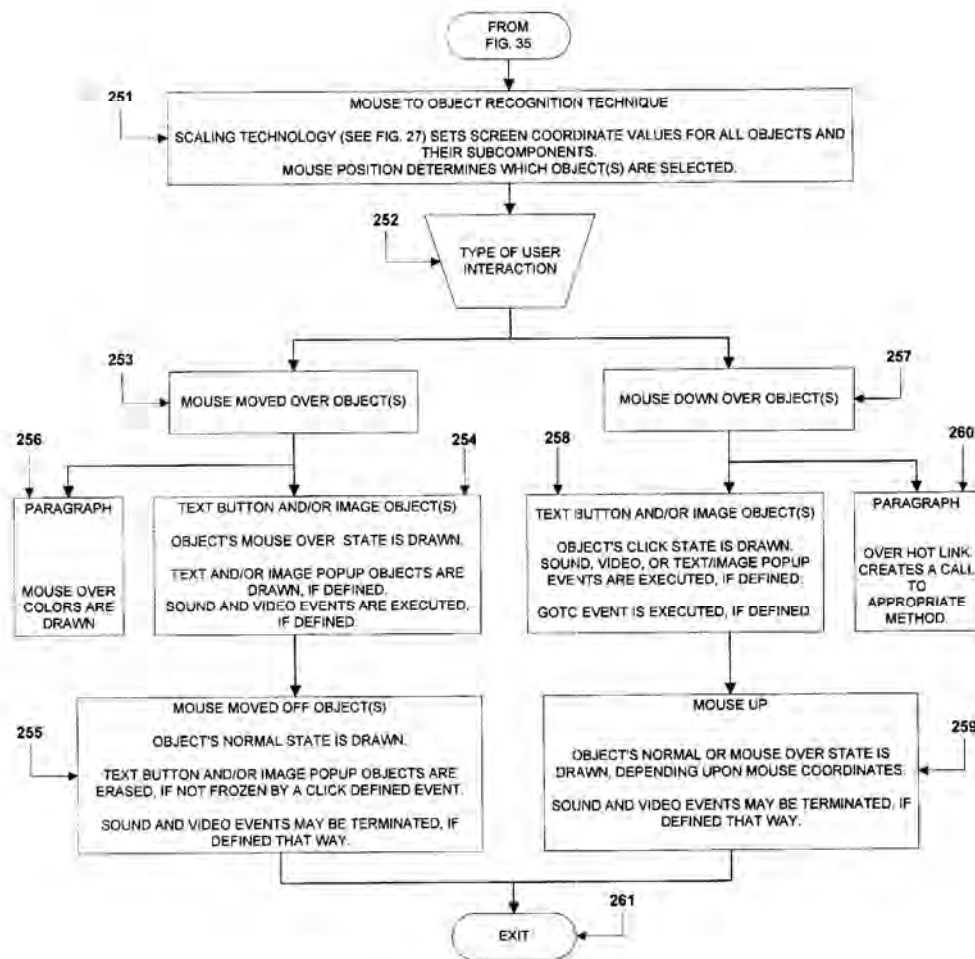 FROM
FIG. 35
251
MOUSE TO OBJECT RECOGNITION TECHNIQUE
SCALING TECHNOLOGY (SEE FIG. 27) SETS SCREEN COORDINATE VALUES FOR ALL OBJECTS AND
THEIR SUBCOMPONENTS.
MOUSE POSITION DETERMINES WHICH OBJECT(S) ARE SELECTED.
252
TYPE OF USER
INTERACTION
253
MOUSE MOVED OVER OBJECT(S)
257
MOUSE DOWN OVER OBJECT(S)
256
PARAGRAPH
MOUSE OVER
COLORS ARE
DRAWN
254
TEXT BUTTON AND/OR IMAGE OBJECT(S)
OBJECT'S MOUSE OVER STATE IS DRAWN.
TEXT AND/OR IMAGE POPUP OBJECTS ARE
DRAWN, IF DEFINED.
SOUND AND VIDEO EVENTS ARE EXECUTED,
IF DEFINED.
258
TEXT BUTTON AND/OR IMAGE OBJECT(S)
OBJECT'S CLICK STATE IS DRAWN.
SOUND, VIDEO, OR TEXT/IMAGE POPUP
EVENTS ARE EXECUTED, IF DEFINED.
GOTO EVENT IS EXECUTED, IF DEFINED.
260
PARAGRAPH
OVER HOT LINK.
CREATES A CALL
TO
APPROPRIATE
METHOD.
255
MOUSE MOVED OFF OBJECT(S)
OBJECT'S NORMAL STATE IS DRAWN.
TEXT BUTTON AND/OR IMAGE POPUP OBJECTS ARE
ERASED, IF NOT FROZEN BY A CLICK DEFINED EVENT.
SOUND AND VIDEO EVENTS MAY BE TERMINATED, IF
DEFINED THAT WAY.
MOUSE UP
OBJECT'S NORMAL OR MOUSE OVER STATE IS
DRAWN, DEPENDING UPON MOUSE COORDINATES.
SOUND AND VIDEO EVENTS MAY BE TERMINATED, IF
DEFINED THAT WAY.
259
261
EXIT